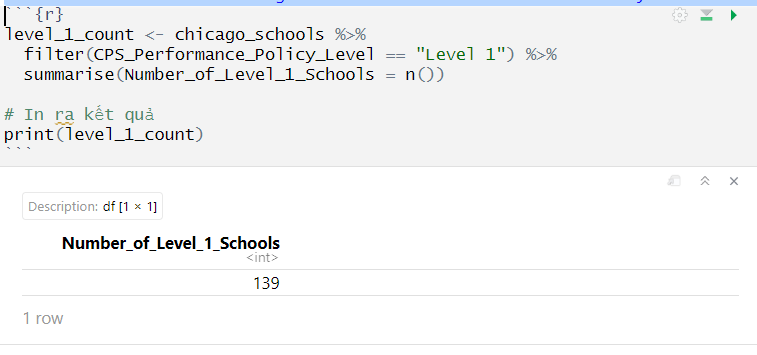 ```{r}
level_1_count <- chicago_schools %>%
  filter(CPS_Performance_Policy_Level == "Level 1") %>%
  summarise(Number_of_Level_1_Schools = n())
# In ra kết quả
print(level_1_count)
```
Description: df [1 × 1]
Number_of_Level_1_Schools
<int>
139
1 row